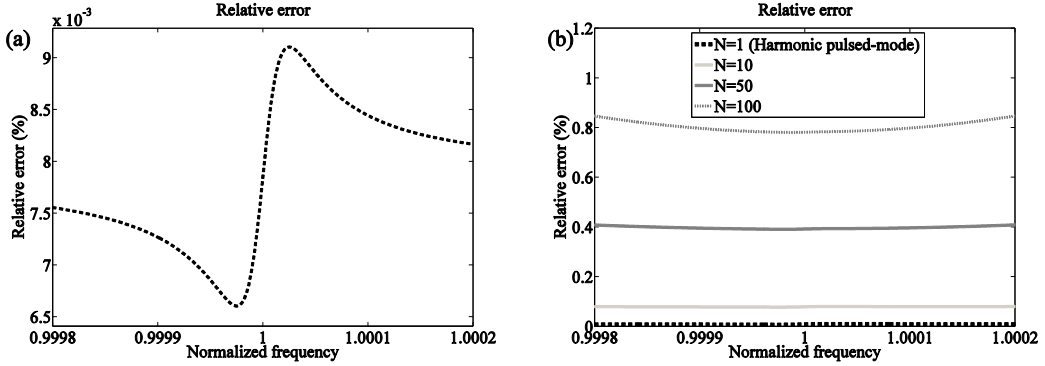 Relative error
x 10⁻³
(a)
9
8.5
8
7.5
7
6.5
Relative error (%)
0.9998
0.9999
1
1.0001
1.0002
Normalized frequency
Relative error
(b)
1.2
1
0.8
0.6
0.4
0.2
0
Relative error (%)
N=1 (Harmonic pulsed-mode)
N=10
N=50
N=100
0.9998
0.9999
1
1.0001
1.0002
Normalized frequency